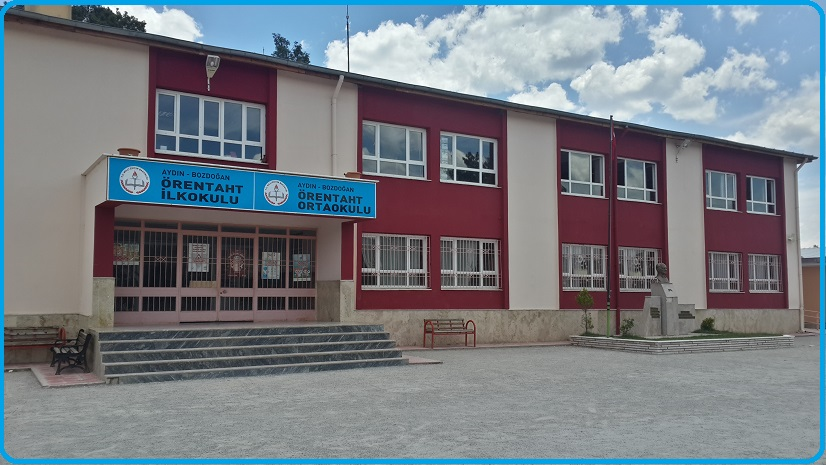 AYDIN - BOZDOĞAN
ÖRENTAHT
İLKOKULU
AYDIN - BOZDOĞAN
ÖRENTAHT
ORTAOKULU